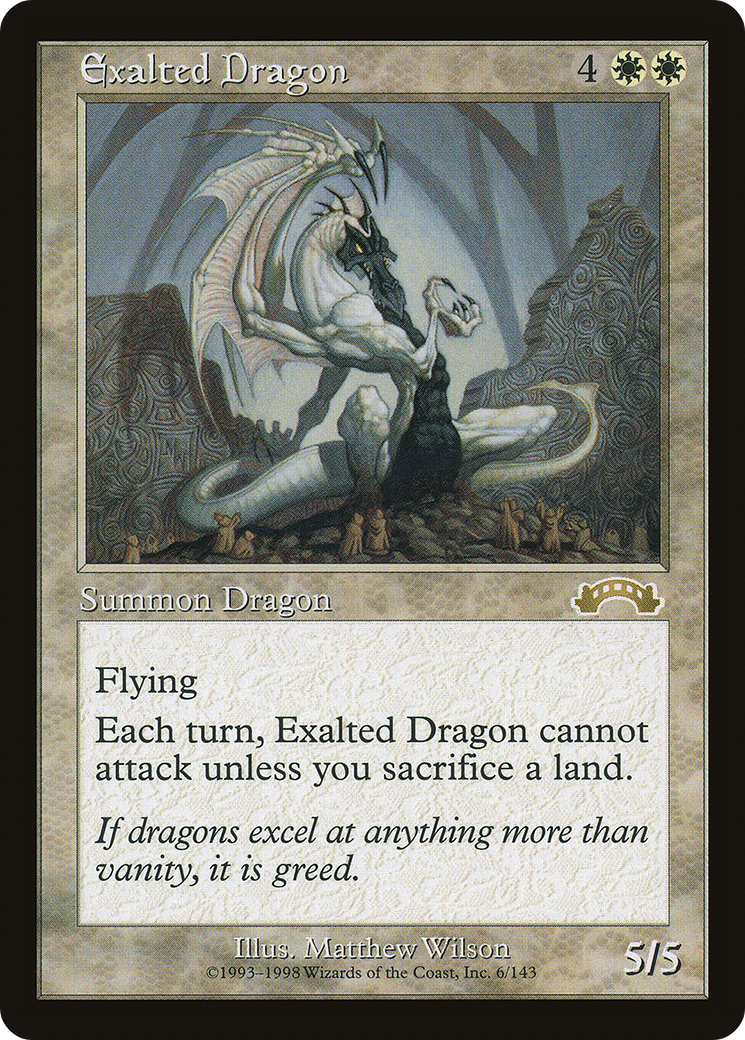 Exalted Dragon 4
Summon Dragon
Flying
Each turn, Exalted Dragon cannot
attack unless you sacrifice a land.
If dragons excel at anything more than
vanity, it is greed.
Illus. Matthew Wilson
©1993–1998 Wizards of the Coast, Inc. 6/143
5/5